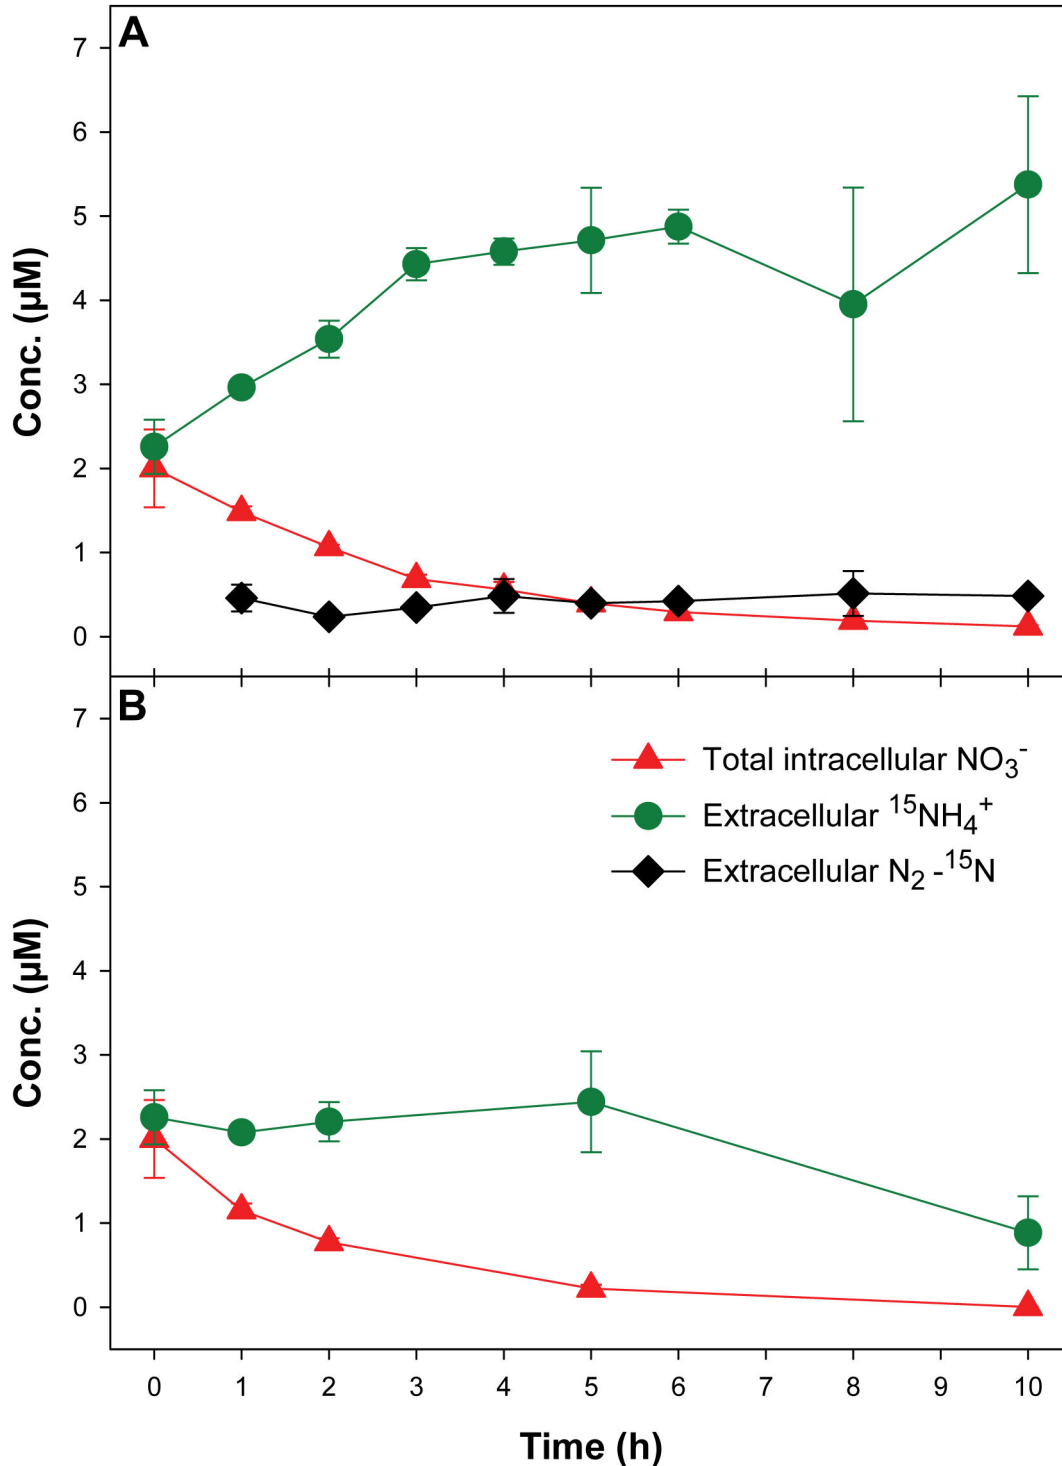 A
7
6
5
4
3
2
1
0
Conc. (µM)
B
7
6
5
4
3
2
1
0
Conc. (µM)
Total intracellular NO₃⁻
Extracellular ¹⁵NH₄⁺
Extracellular N₂ -¹⁵N
0 1 2 3 4 5 6 7 8 9 10
Time (h)